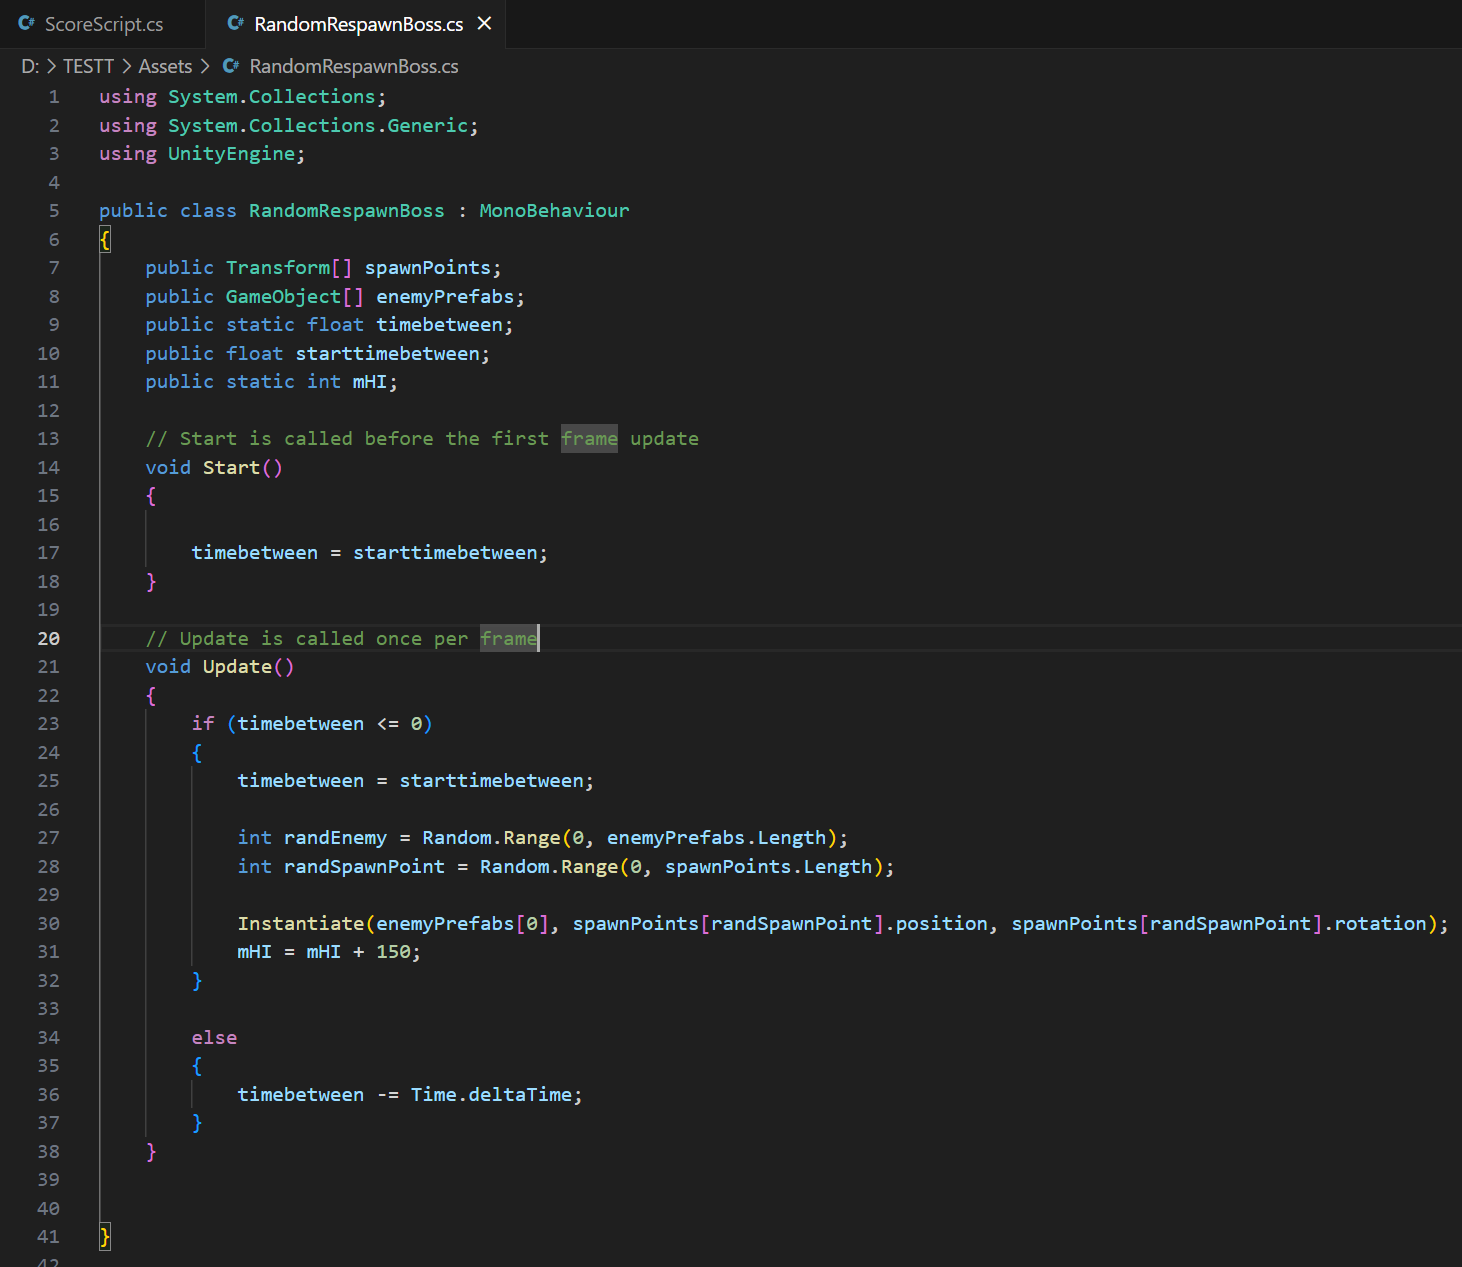 C# ScoreScript.cs C# RandomRespawnBoss.cs ×
D: > TESTT > Assets > C# RandomRespawnBoss.cs
1 using System.Collections;
2 using System.Collections.Generic;
3 using UnityEngine;
4
5 public class RandomRespawnBoss : MonoBehaviour
6 {
7     public Transform[] spawnPoints;
8     public GameObject[] enemyPrefabs;
9     public static float timebetween;
10     public float starttimebetween;
11     public static int mHI;
12
13     // Start is called before the first frame update
14     void Start()
15     {
16
17         timebetween = starttimebetween;
18     }
19
20     // Update is called once per frame
21     void Update()
22     {
23         if (timebetween <= 0)
24         {
25             timebetween = starttimebetween;
26
27             int randEnemy = Random.Range(0, enemyPrefabs.Length);
28             int randSpawnPoint = Random.Range(0, spawnPoints.Length);
29
30             Instantiate(enemyPrefabs[0], spawnPoints[randSpawnPoint].position, spawnPoints[randSpawnPoint].rotation);
31             mHI = mHI + 150;
32         }
33
34         else
35         {
36             timebetween -= Time.deltaTime;
37         }
38     }
39
40
41 }
42